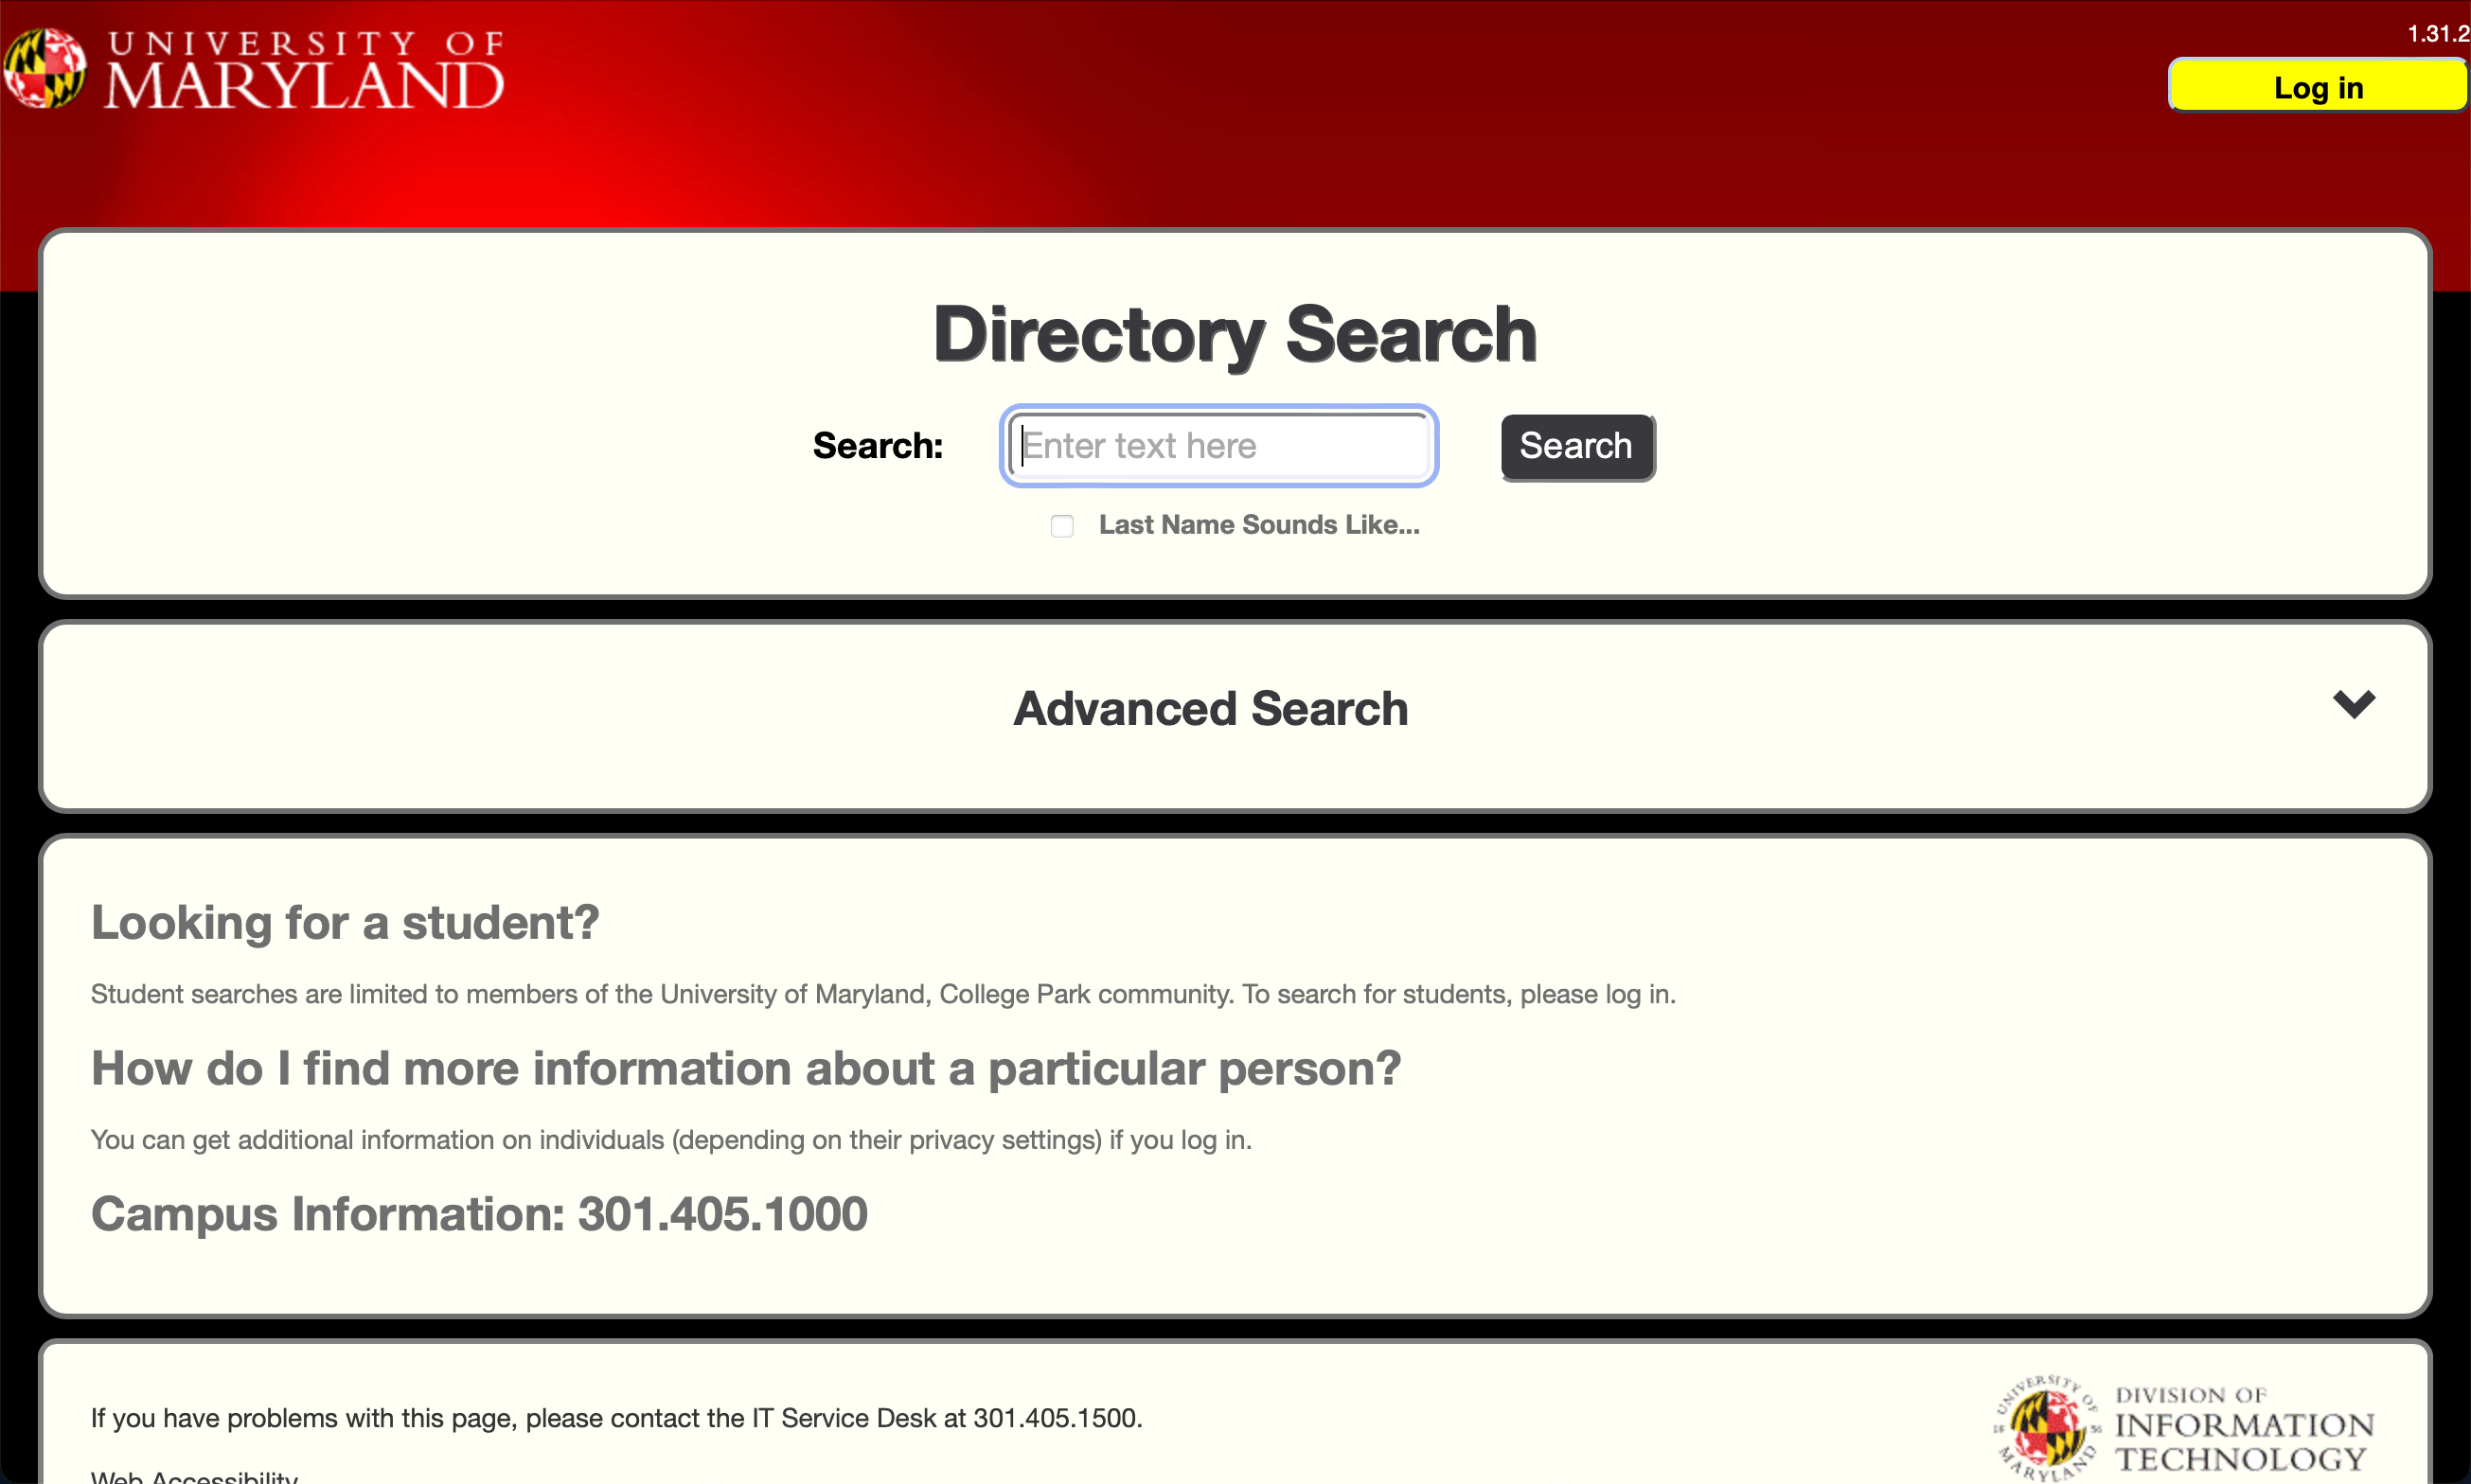 UNIVERSITY OF
MARYLAND
1.31.2
Log in
Directory Search
Search:
Enter text here
Search
Last Name Sounds Like...
Advanced Search
Looking for a student?
Student searches are limited to members of the University of Maryland, College Park community. To search for students, please log in.
How do I find more information about a particular person?
You can get additional information on individuals (depending on their privacy settings) if you log in.
Campus Information: 301.405.1000
If you have problems with this page, please contact the IT Service Desk at 301.405.1500.
Web Accessibility
UNIVERSITY OF
18 56
MARYLAND
DIVISION OF
INFORMATION
TECHNOLOGY